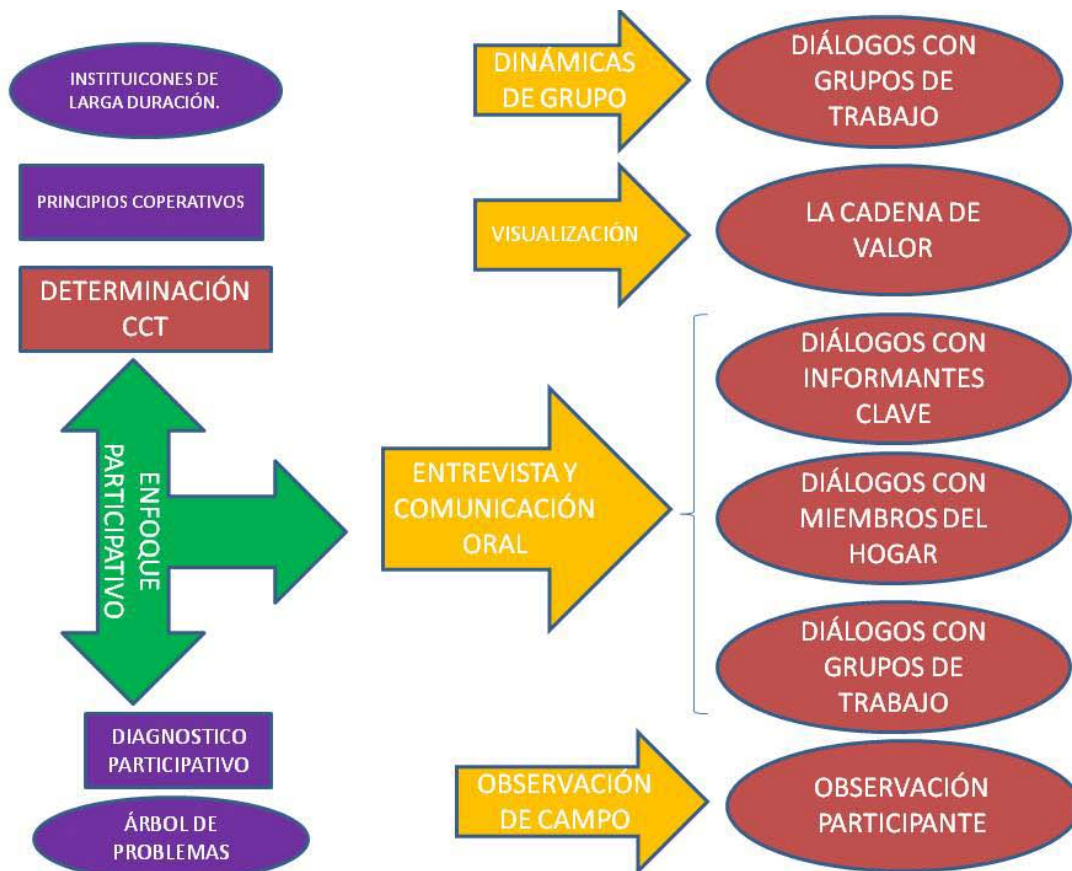 INSTITUICONES DE
LARGA DURACIÓN.
PRINCIPIOS COPERATIVOS
DETERMINACIÓN
CCT
ENFOQUE
PARTICIPATIVO
DIAGNOSTICO
PARTICIPATIVO
ÁRBOL DE
PROBLEMAS
DINÁMICAS
DE GRUPO
DIÁLOGOS CON
GRUPOS DE
TRABAJO
VISUALIZACIÓN
LA CADENA DE
VALOR
ENTREVISTA Y
COMUNICACIÓN
ORAL
DIÁLOGOS CON
INFORMANTES
CLAVE
DIÁLOGOS CON
MIEMBROS DEL
HOGAR
DIÁLOGOS CON
GRUPOS DE
TRABAJO
OBSERVACIÓN
DE CAMPO
OBSERVACIÓN
PARTICIPANTE